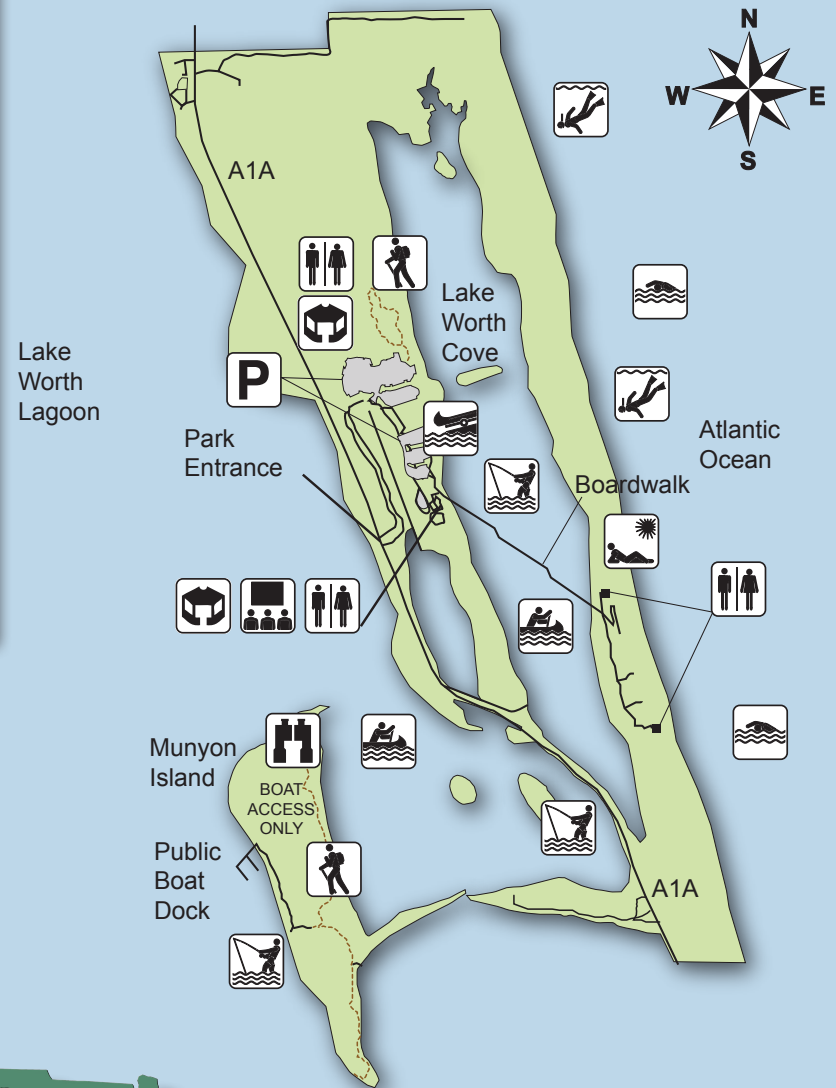 N
W E
S
A1A
Lake
Worth
Cove
Lake
Worth
Lagoon
P
Park
Entrance
Atlantic
Ocean
Boardwalk
Munyon
Island
BOAT
ACCESS
ONLY
Public
Boat
Dock
A1A